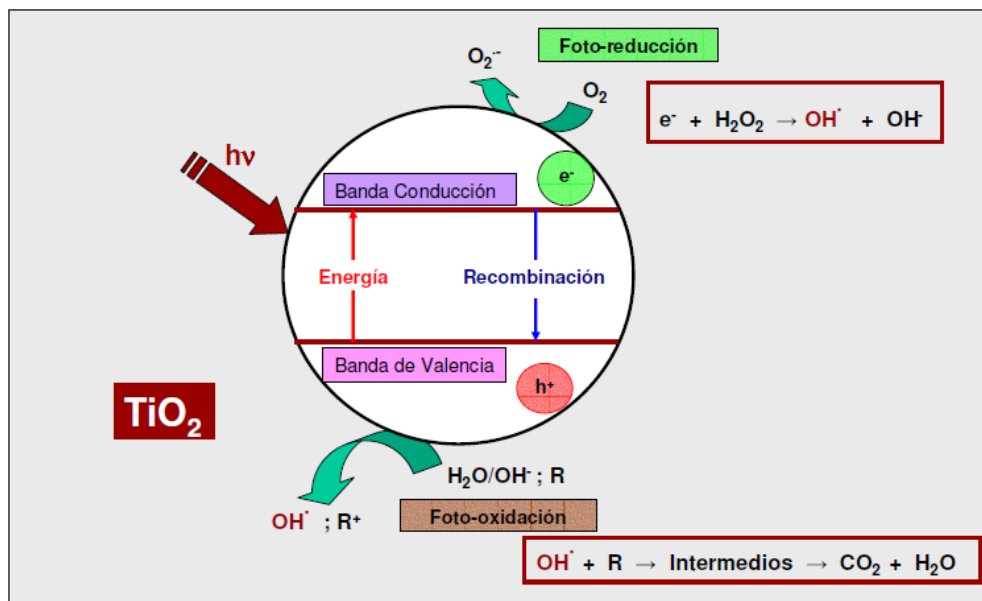 Foto-reducción
O₂·⁻
O₂
e⁻ + H₂O₂ → OH· + OH⁻
hν
e⁻
Banda Conducción
Energía
Recombinación
Banda de Valencia
h⁺
TiO₂
H₂O/OH⁻ ; R
OH· ; R⁺
Foto-oxidación
OH· + R → Intermedios → CO₂ + H₂O